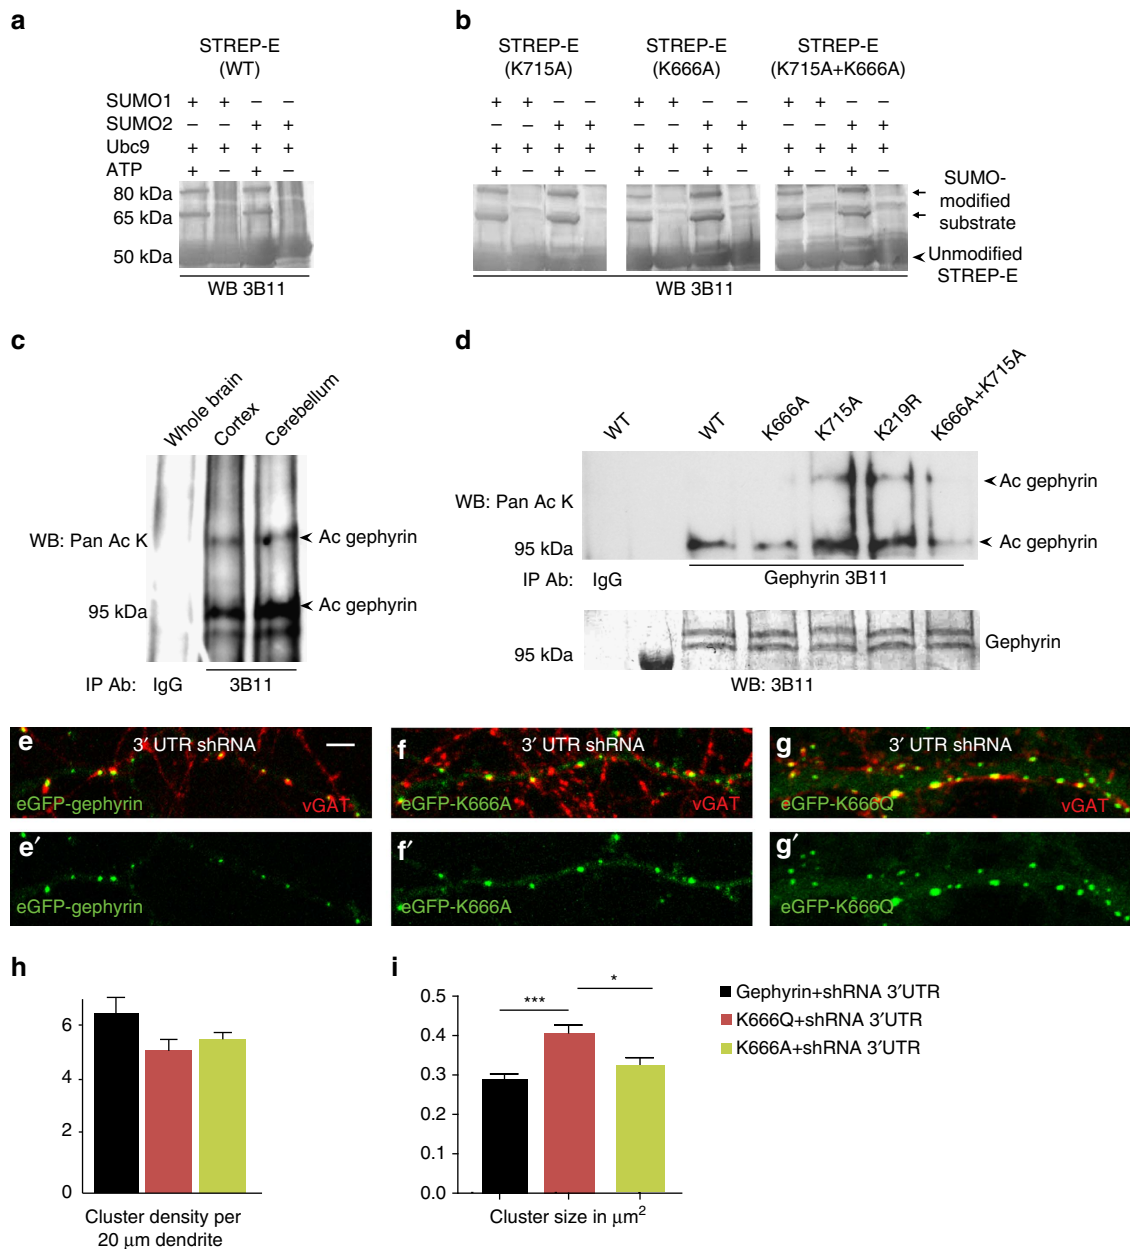 a
STREP-E
(WT)
SUMO1 + + – –
SUMO2 – – + +
Ubc9 + + + +
ATP + – + –
80 kDa
65 kDa
50 kDa
WB 3B11
b
STREP-E STREP-E STREP-E
(K715A) (K666A) (K715A+K666A)
+ + – – + + – – + + – –
– – + + – – + + – – + +
+ + + + + + + + + + + +
+ – + – + – + – + – + –
SUMO-
modified
substrate
Unmodified
STREP-E
WB 3B11
c
Whole brain
Cortex
Cerebellum
WB: Pan Ac K
Ac gephyrin
95 kDa
Ac gephyrin
IP Ab: IgG 3B11
d
WT WT K666A K715A K219R K666A+K715A
Ac gephyrin
WB: Pan Ac K
95 kDa
Ac gephyrin
IP Ab: IgG Gephyrin 3B11
Gephyrin
95 kDa
WB: 3B11
e
3′ UTR shRNA
eGFP-gephyrin
vGAT
f
3′ UTR shRNA
eGFP-K666A
vGAT
g
3′ UTR shRNA
eGFP-K666Q
vGAT
e′
eGFP-gephyrin
f′
eGFP-K666A
g′
eGFP-K666Q
h
6
4
2
0
Cluster density per
20 μm dendrite
i
0.5
0.4
0.3
0.2
0.1
0.0
***
*
Cluster size in μm²
Gephyrin+shRNA 3′UTR
K666Q+shRNA 3′UTR
K666A+shRNA 3′UTR